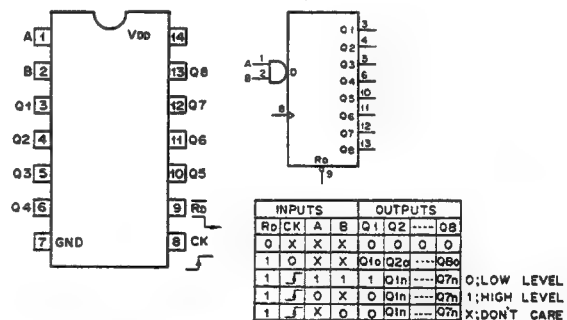 A 1 VDD 14
B 2 13 Q8
Q1 3 12 Q7
Q2 4 11 Q6
Q3 5 10 Q5
Q4 6 9 RD
7 GND 8 CK
A 1
B 2
D
8
RD
9
Q1 3
Q2 4
Q3 5
Q4 6
Q5 10
Q6 11
Q7 12
Q8 13
INPUTS OUTPUTS
RD CK A B Q1 Q2 ---- Q8
0 X X X 0 0 0 0
1 0 X X Q10 Q20 ---- Q80
1 1 1 1 Q1n ---- Q7n 0;LOW LEVEL
1 0 X 0 Q1n ---- Q7n 1;HIGH LEVEL
1 X 0 0 Q1n ---- Q7n X;DON'T CARE